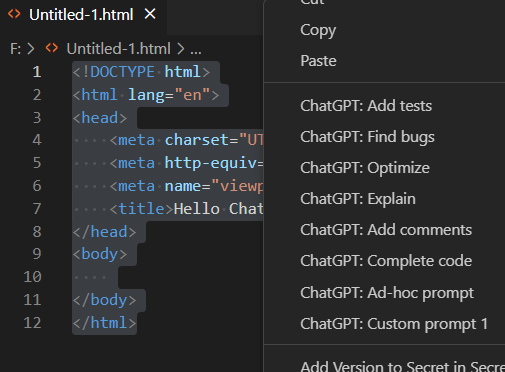 Untitled-1.html
F: > Untitled-1.html > ...
1 <!DOCTYPE html>
2 <html lang="en">
3 <head>
4 <meta charset="UT
5 <meta http-equiv=
6 <meta name="viewp
7 <title>Hello Chat
8 </head>
9 <body>
10
11 </body>
12 </html>
Cut
Copy
Paste
ChatGPT: Add tests
ChatGPT: Find bugs
ChatGPT: Optimize
ChatGPT: Explain
ChatGPT: Add comments
ChatGPT: Complete code
ChatGPT: Ad-hoc prompt
ChatGPT: Custom prompt 1
Add Version to Secret in Secre